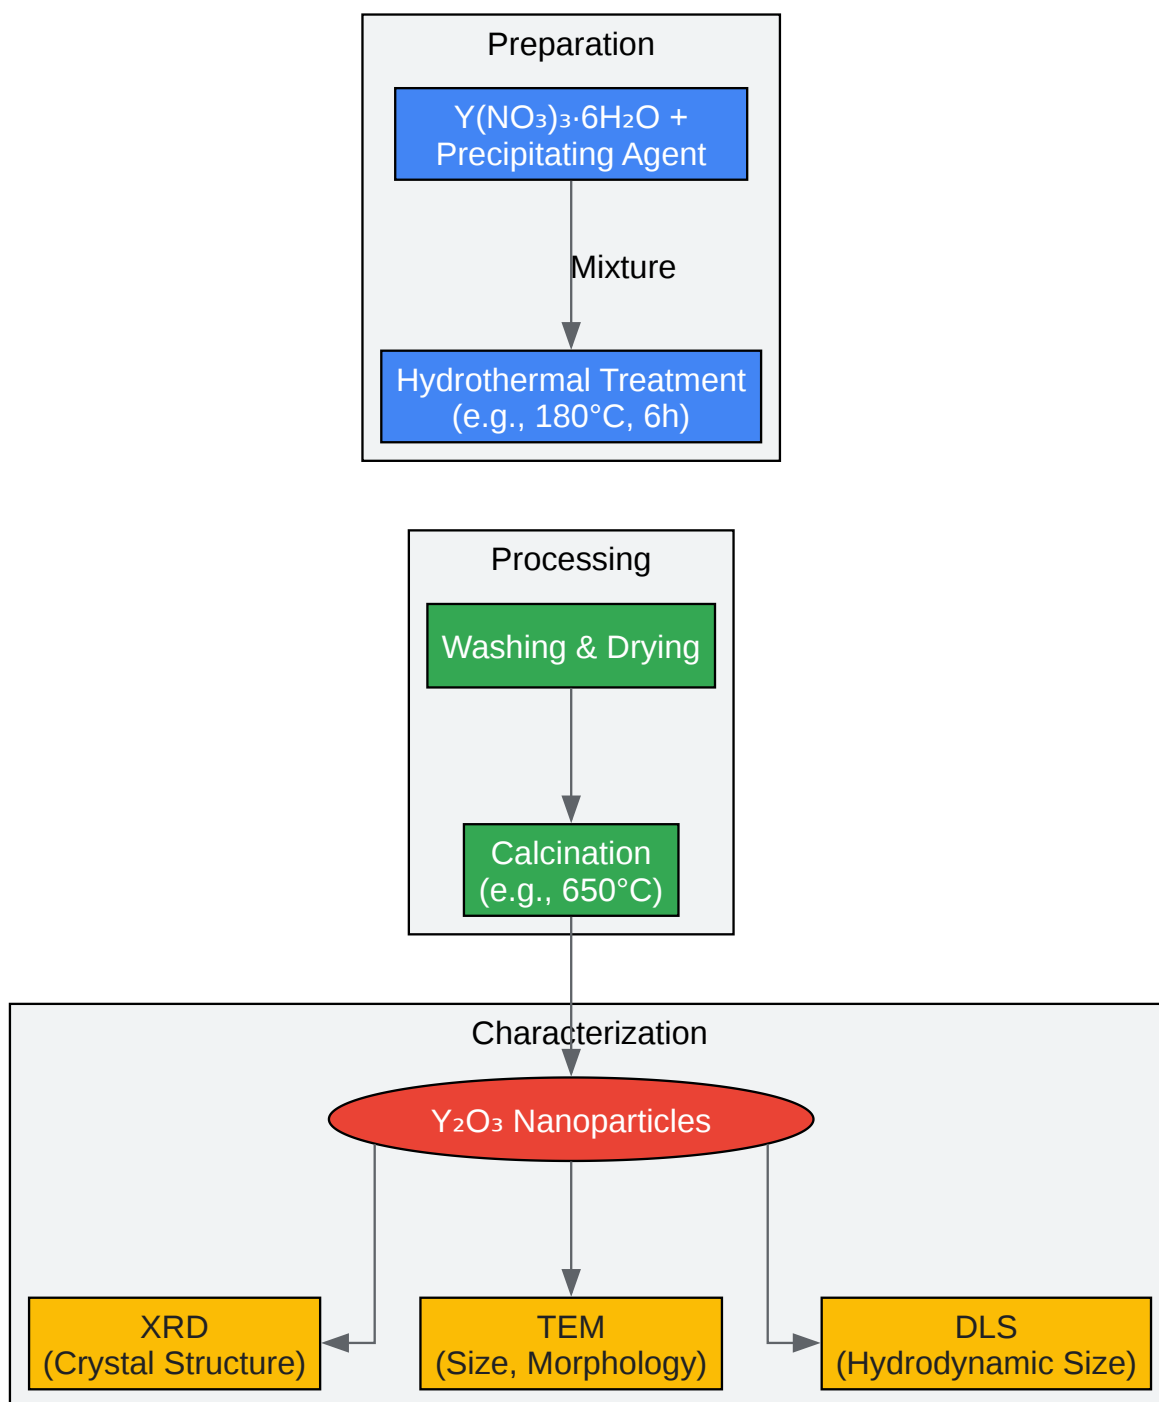 Preparation
Y(NO₃)₃·6H₂O +
Precipitating Agent
Mixture
Hydrothermal Treatment
(e.g., 180°C, 6h)
Processing
Washing & Drying
Calcination
(e.g., 650°C)
Characterization
Y₂O₃ Nanoparticles
XRD
(Crystal Structure)
TEM
(Size, Morphology)
DLS
(Hydrodynamic Size)